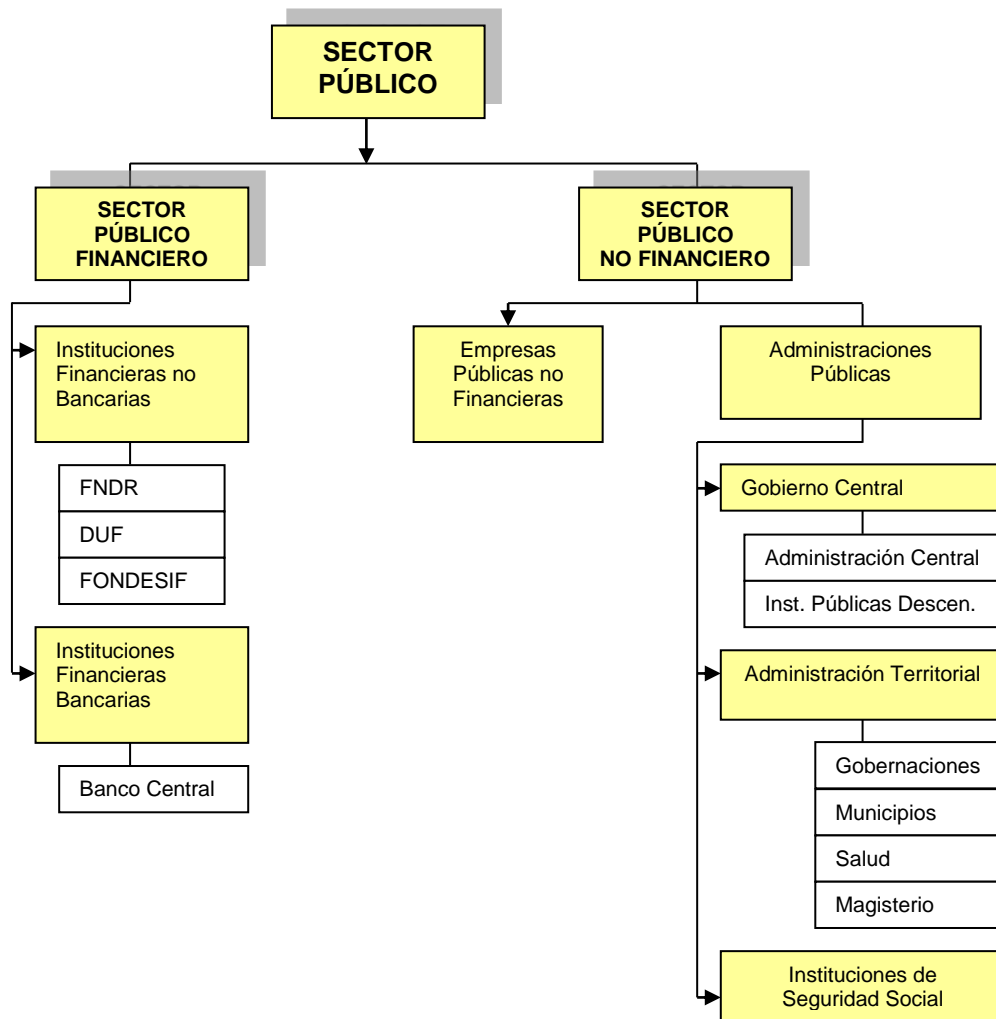 SECTOR
PÚBLICO
SECTOR
PÚBLICO
FINANCIERO
SECTOR
PÚBLICO
NO FINANCIERO
Instituciones
Financieras no
Bancarias
FNDR
DUF
FONDESIF
Instituciones
Financieras
Bancarias
Banco Central
Empresas
Públicas no
Financieras
Administraciones
Públicas
Gobierno Central
Administración Central
Inst. Públicas Descen.
Administración Territorial
Gobernaciones
Municipios
Salud
Magisterio
Instituciones de
Seguridad Social